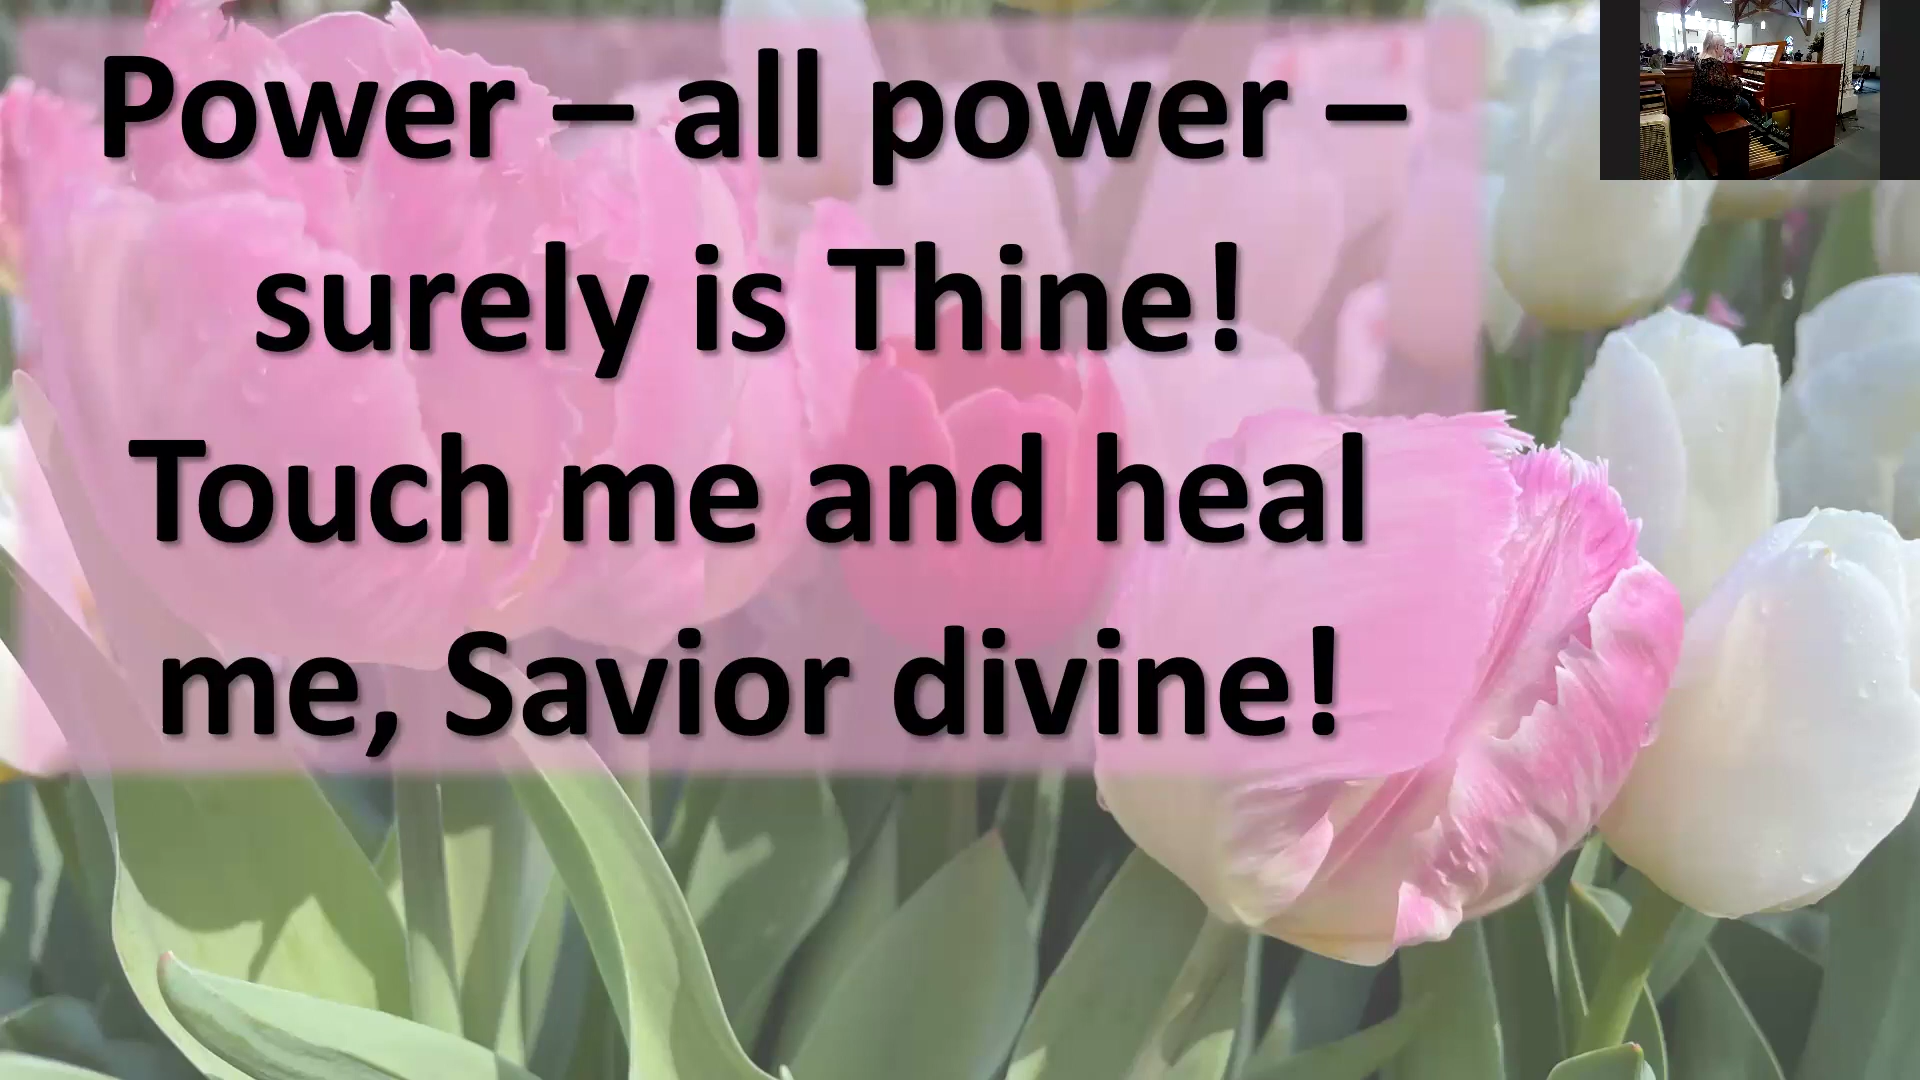 Power – all power –
surely is Thine!
Touch me and heal
me, Savior divine!